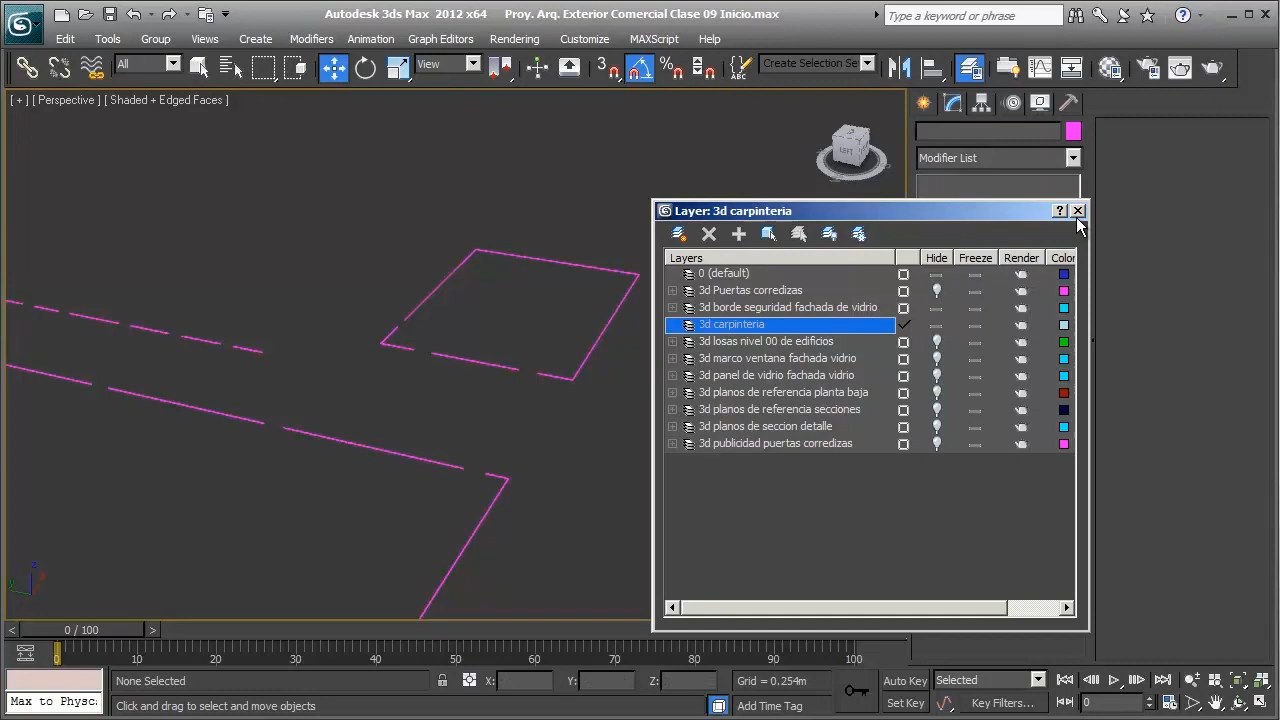 Autodesk 3ds Max 2012 x64 Proy. Arq. Exterior Comercial Clase 09 Inicio.max
Type a keyword or phrase
Edit Tools Group Views Create Modifiers Animation Graph Editors Rendering Customize MAXScript Help
All View Create Selection Se
[ + ] [ Perspective ] [ Shaded + Edged Faces ]
LEFT
Modifier List
Layer: 3d carpinteria
Layers Hide Freeze Render Color
0 (default)
3d Puertas corredizas
3d borde seguridad fachada de vidrio
3d carpinteria
3d losas nivel 00 de edificios
3d marco ventana fachada vidrio
3d panel de vidrio fachada vidrio
3d planos de referencia planta baja
3d planos de referencia secciones
3d planos de seccion detalle
3d publicidad puertas corredizas
z
y
< 0 / 100 >
0 10 20 30 40 50 60 70 80 90 100
None Selected X: Y: Z: Grid = 0.254m Auto Key Selected
Max to Physc: Click and drag to select and move objects Add Time Tag Set Key Key Filters... 0